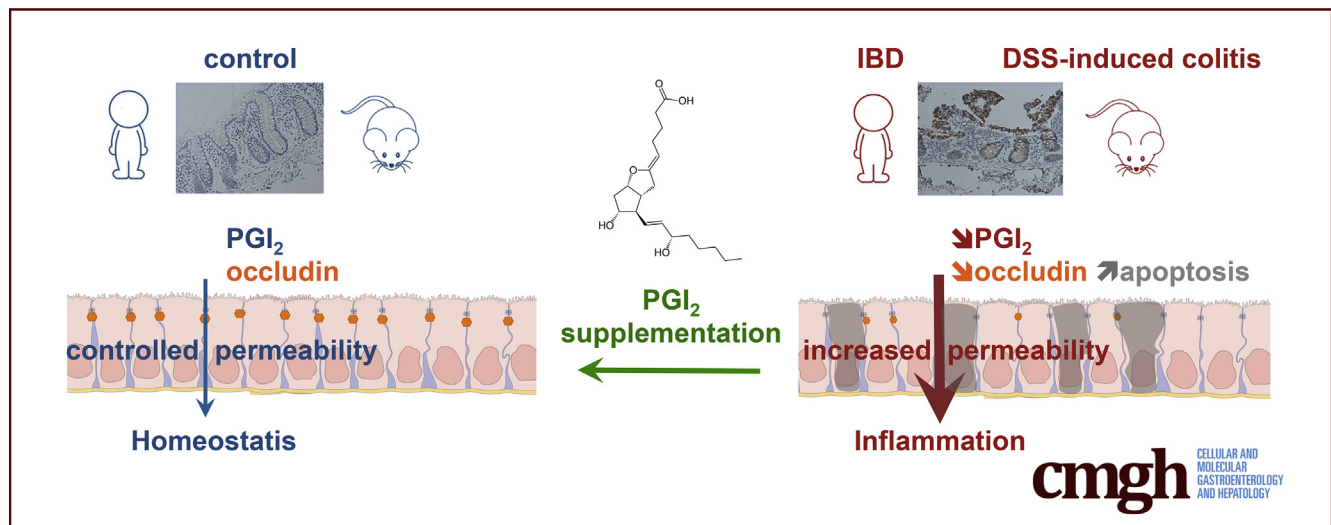 control
IBD
DSS-induced colitis
O
OH
O
HO
HO
PGI₂
occludin
PGI₂
supplementation
↘PGI₂
↘occludin ↗apoptosis
controlled permeability
increased permeability
Homeostatis
Inflammation
cmgh
CELLULAR AND
MOLECULAR
GASTROENTEROLOGY
AND HEPATOLOGY